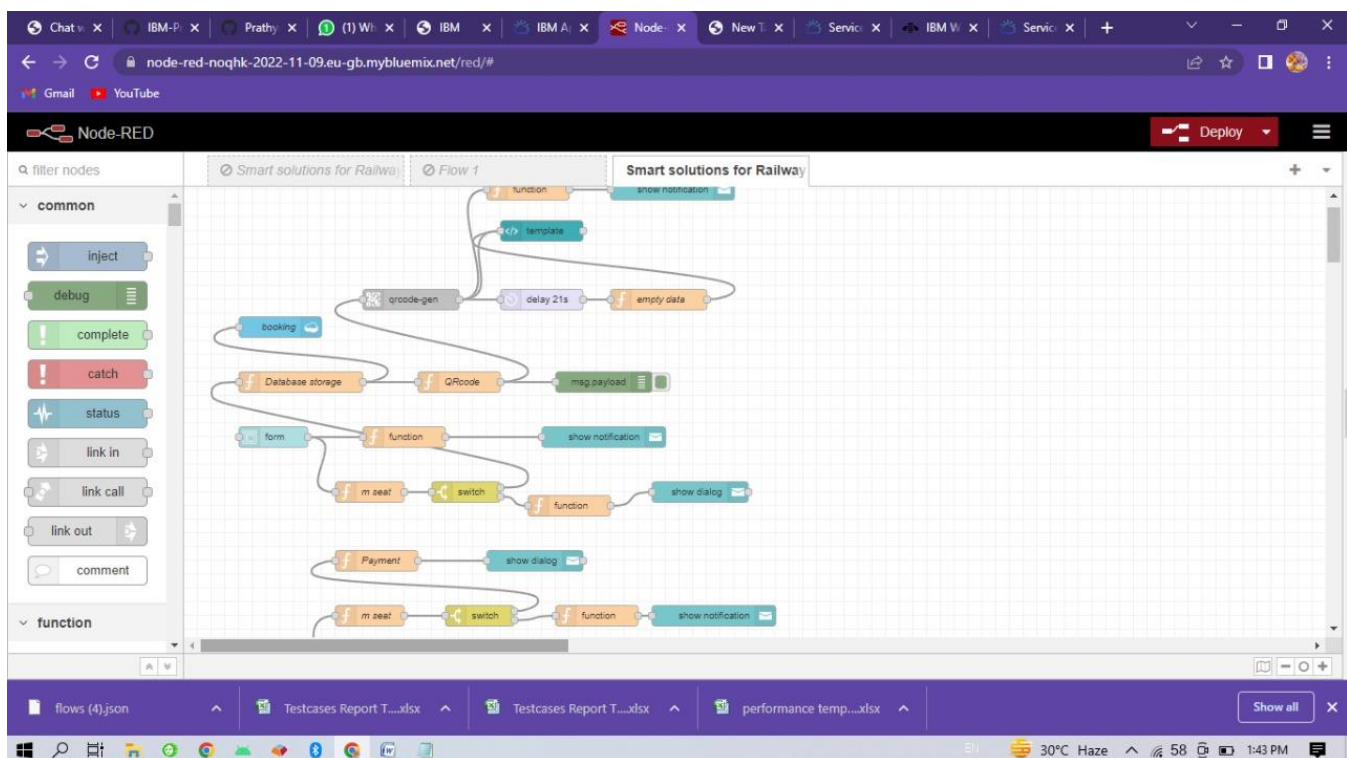 Chat w IBM-P Prathy (1) Wh IBM IBM A Node- New T Service IBM W Service
node-red-noqhk-2022-11-09.eu-gb.mybluemix.net/red/#
Gmail YouTube
Node-RED Deploy
filter nodes Smart solutions for Railway Flow 1 Smart solutions for Railway
common
function show notification
template
inject
qrcode-gen delay 21s empty data
debug
booking
complete
catch
Database storage QRcode msg.payload
status
form function show notification
link in
link call
m seat switch show dialog
function
link out
Payment show dialog
comment
m seat switch function show notification
function
flows (4).json Testcases Report T....xlsx Testcases Report T....xlsx performance temp....xlsx Show all
30°C Haze 58 1:43 PM